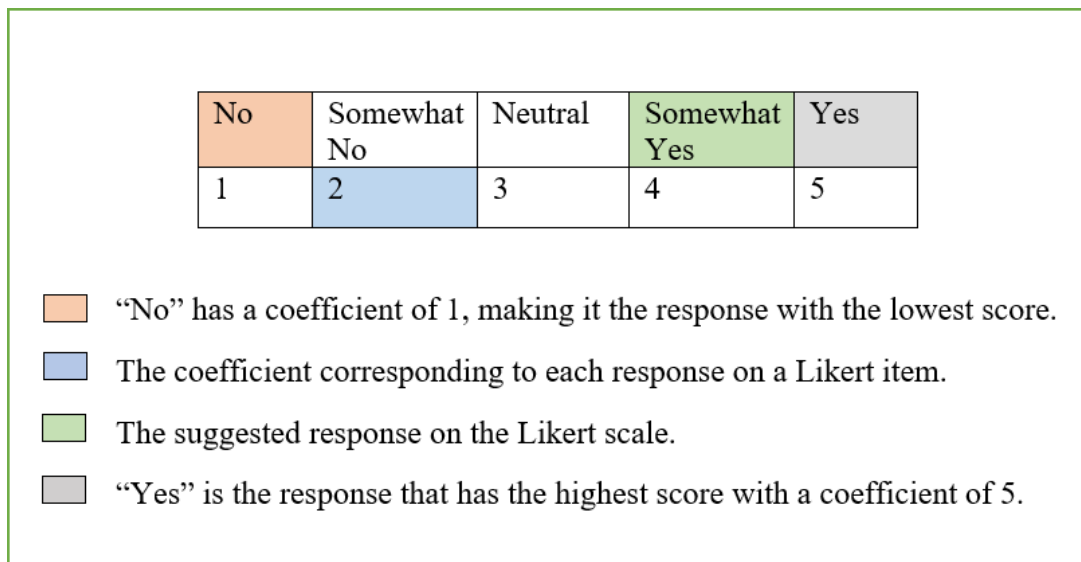 No Somewhat No Neutral Somewhat Yes Yes
1 2 3 4 5
“No” has a coefficient of 1, making it the response with the lowest score.
The coefficient corresponding to each response on a Likert item.
The suggested response on the Likert scale.
“Yes” is the response that has the highest score with a coefficient of 5.